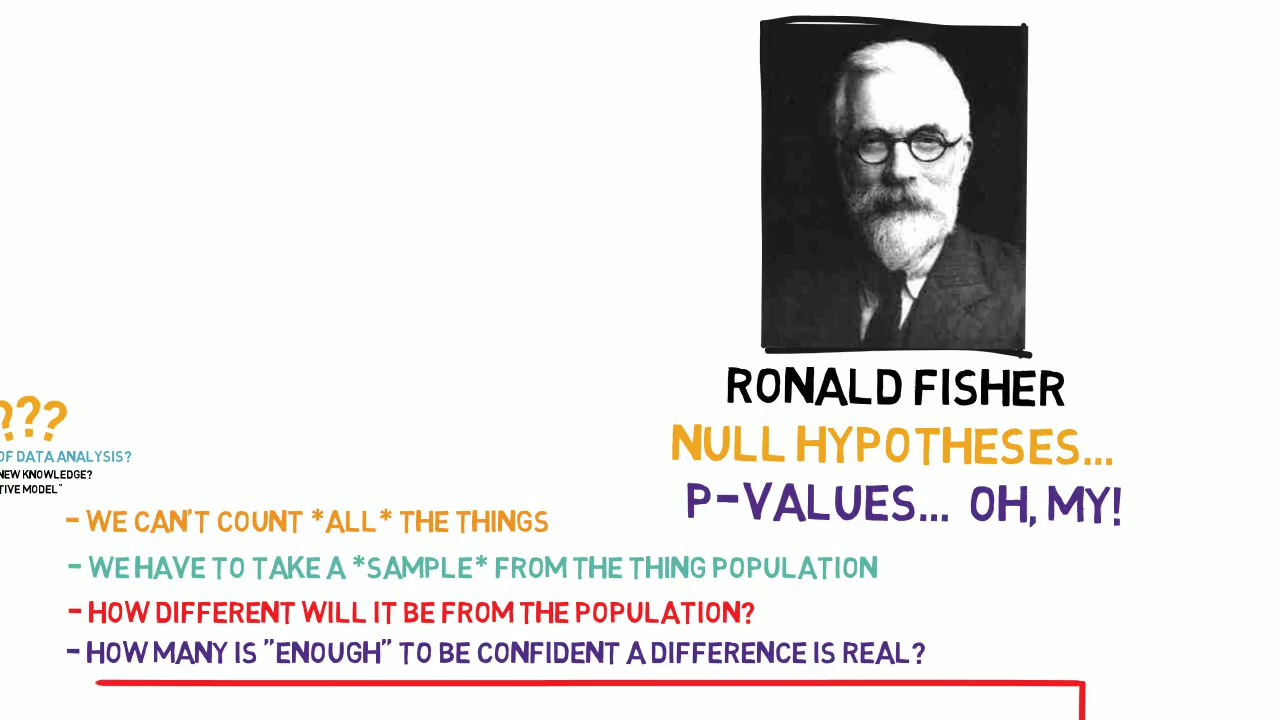 RONALD FISHER
NULL HYPOTHESES...
P-VALUES... OH, MY!
???
OF DATA ANALYSIS?
NEW KNOWLEDGE?
TIVE MODEL"
- WE CAN'T COUNT *ALL* THE THINGS
- WE HAVE TO TAKE A *SAMPLE* FROM THE THING POPULATION
- HOW DIFFERENT WILL IT BE FROM THE POPULATION?
- HOW MANY IS "ENOUGH" TO BE CONFIDENT A DIFFERENCE IS REAL?